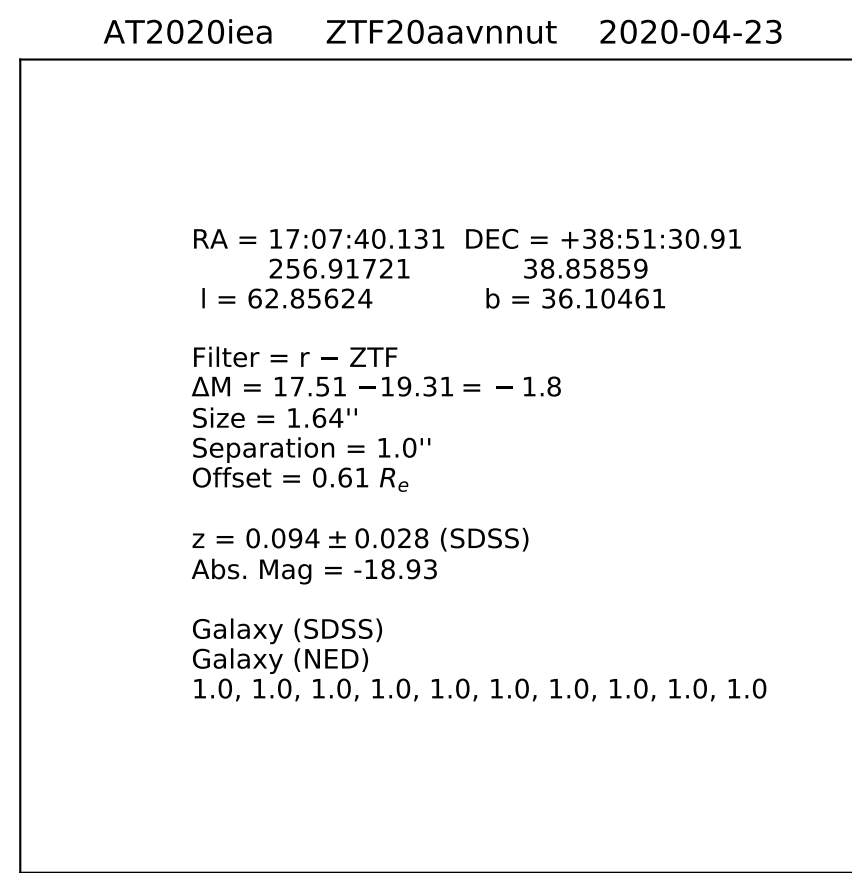 AT2020iea ZTF20aavnnut 2020-04-23
RA = 17:07:40.131 DEC = +38:51:30.91
256.91721 38.85859
l = 62.85624 b = 36.10461
Filter = r − ZTF
ΔM = 17.51 −19.31 = − 1.8
Size = 1.64''
Separation = 1.0''
Offset = 0.61 Re
z = 0.094 ± 0.028 (SDSS)
Abs. Mag = -18.93
Galaxy (SDSS)
Galaxy (NED)
1.0, 1.0, 1.0, 1.0, 1.0, 1.0, 1.0, 1.0, 1.0, 1.0